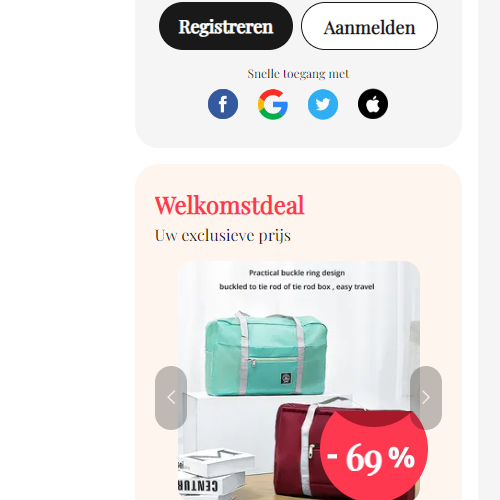 Registreren
Aanmelden
Snelle toegang met
Welkomstdeal
Uw exclusieve prijs
Practical buckle ring design
buckled to tie rod of tie rod box , easy travel
- 69 %